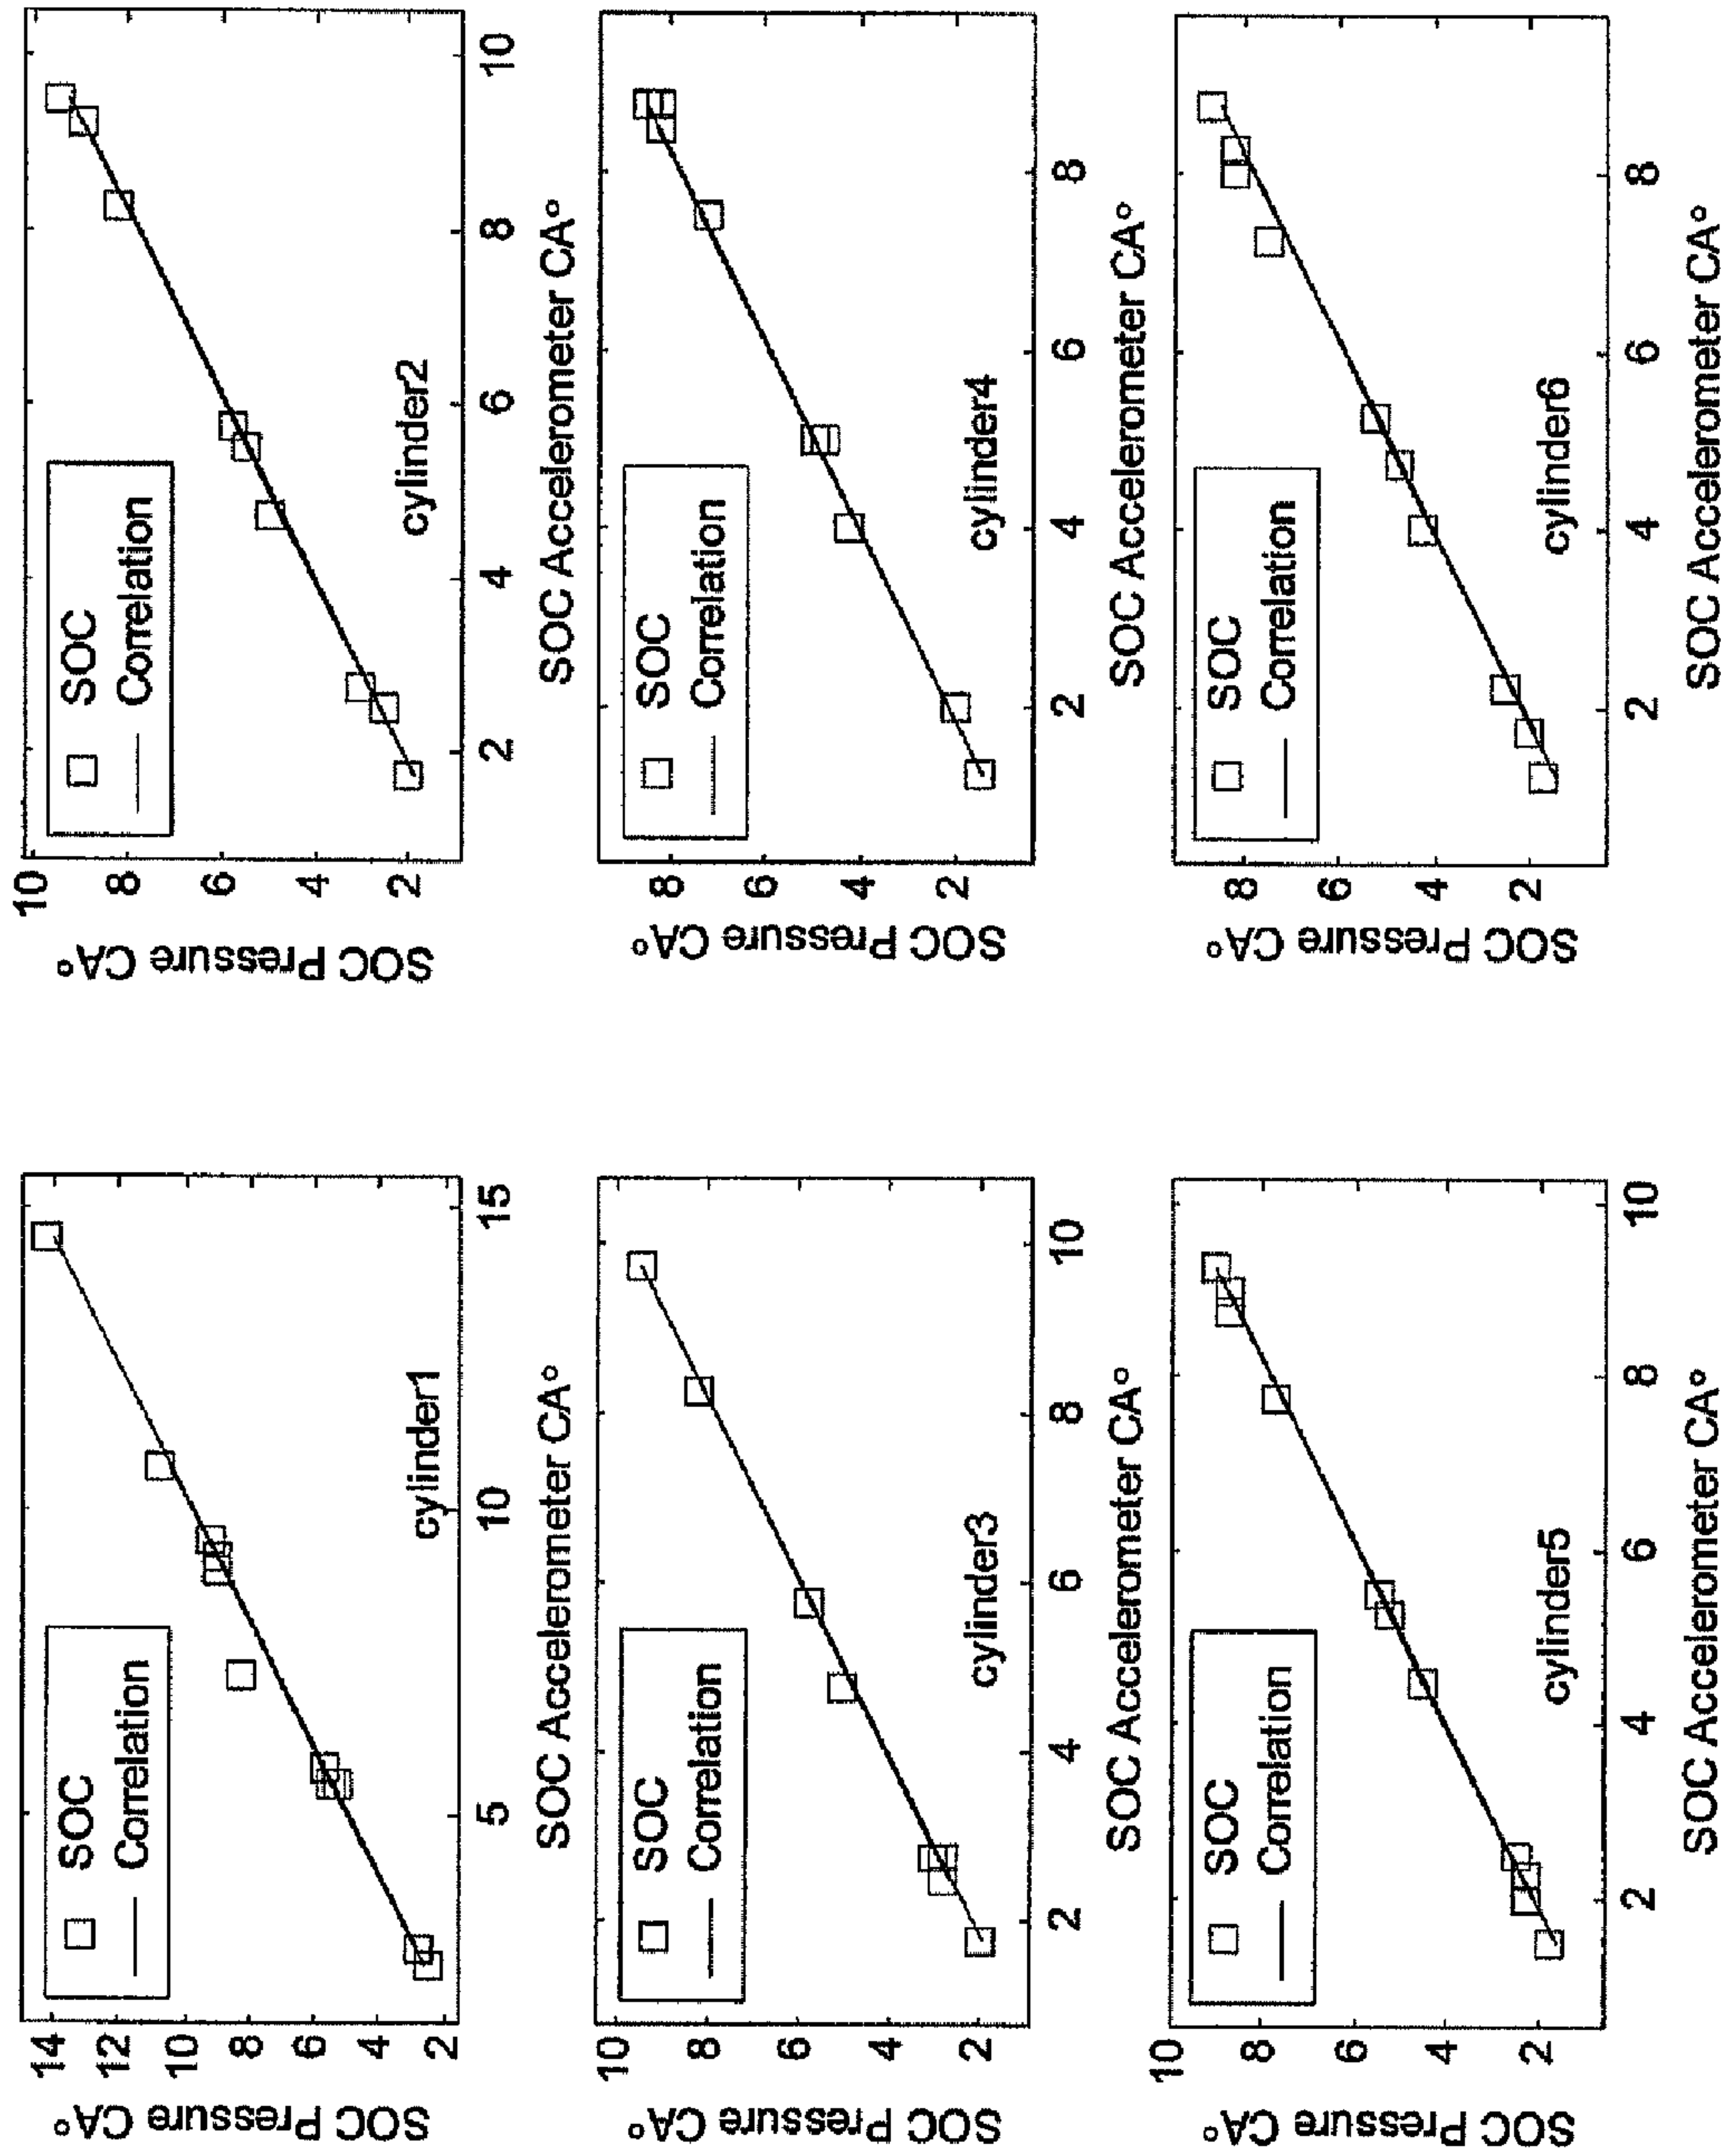 SOC Pressure CA°
14
12
10
8
6
4
2
SOC
Correlation
cylinder1
5 10 15
SOC Accelerometer CA°
SOC Pressure CA°
10
8
6
4
2
SOC
Correlation
cylinder2
2 4 6 8 10
SOC Accelerometer CA°
SOC Pressure CA°
10
8
6
4
2
SOC
Correlation
cylinder3
2 4 6 8 10
SOC Accelerometer CA°
SOC Pressure CA°
8
6
4
2
SOC
Correlation
cylinder4
2 4 6 8
SOC Accelerometer CA°
SOC Pressure CA°
10
8
6
4
2
SOC
Correlation
cylinder5
2 4 6 8 10
SOC Accelerometer CA°
SOC Pressure CA°
8
6
4
2
SOC
Correlation
cylinder6
2 4 6 8
SOC Accelerometer CA°